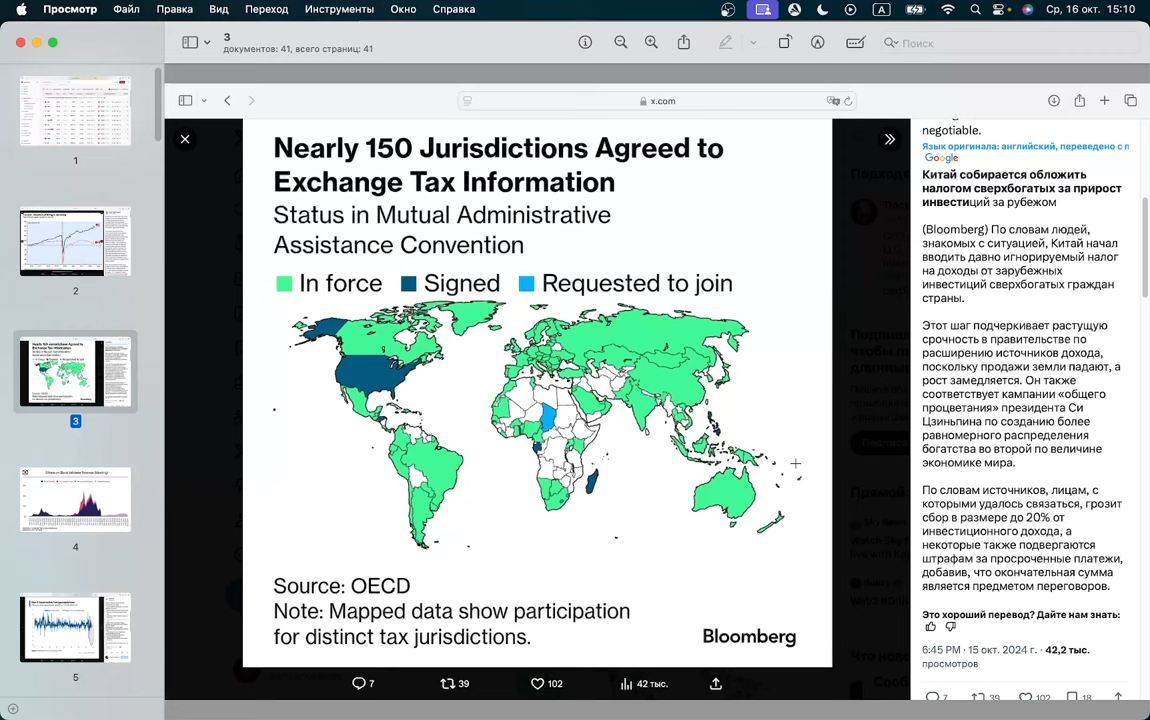 Просмотр Файл Правка Вид Переход Инструменты Окно Справка
A
Ср, 16 окт. 15:10
3
документов: 41, всего страниц: 41
Поиск
x.com
1
2
3
4
5
Nearly 150 Jurisdictions Agreed to
Exchange Tax Information
Status in Mutual Administrative
Assistance Convention
In force Signed Requested to join
Source: OECD
Note: Mapped data show participation
for distinct tax jurisdictions.
Bloomberg
7 39 102 42 тыс.
negotiable.
Язык оригинала: английский, переведено с
Google
Китай собирается обложить
налогом сверхбогатых за прирост
инвестиций за рубежом
(Bloomberg) По словам людей,
знакомых с ситуацией, Китай начал
вводить давно игнорируемый налог
на доходы от зарубежных
инвестиций сверхбогатых граждан
страны.
Этот шаг подчеркивает растущую
срочность в правительстве по
расширению источников дохода,
поскольку продажи земли падают, а
рост замедляется. Он также
соответствует кампании «общего
процветания» президента Си
Цзиньпина по созданию более
равномерного распределения
богатства во второй по величине
экономике мира.
По словам источников, лицам, с
которыми удалось связаться, грозит
сбор в размере до 20% от
инвестиционного дохода, а
некоторые также подвергаются
штрафам за просроченные платежи,
добавив, что окончательная сумма
является предметом переговоров.
Это хороший перевод? Дайте нам знать:
6:45 PM · 15 окт. 2024 г. · 42,2 тыс.
просмотров
7 39 102 18